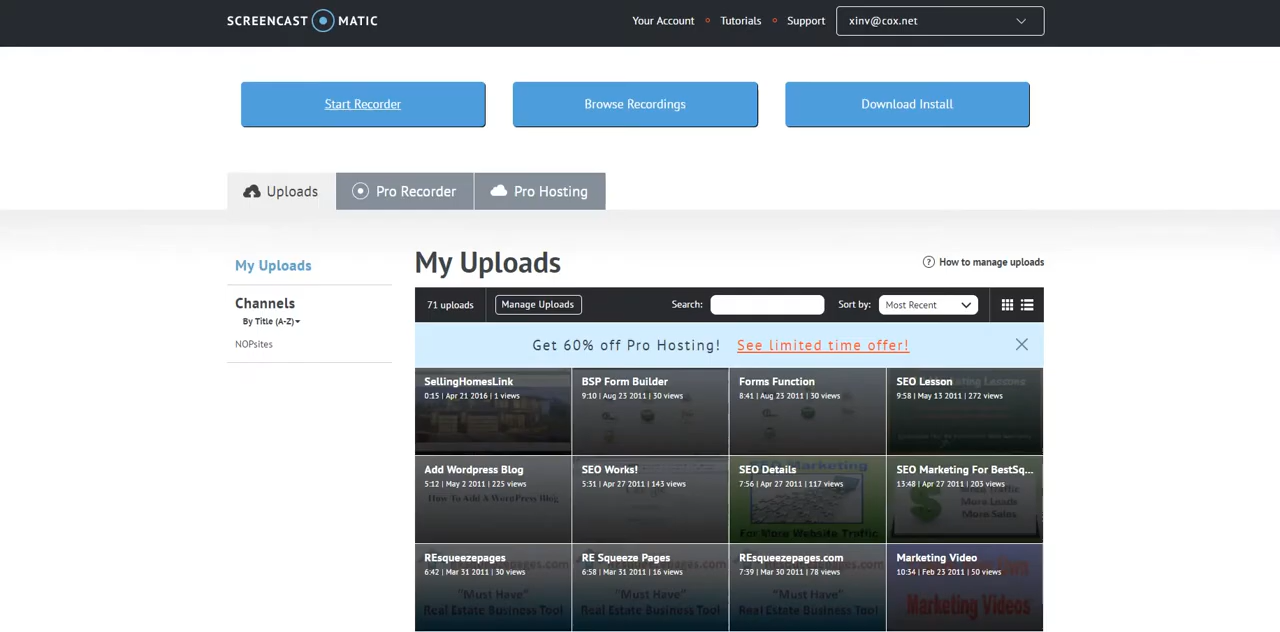 SCREENCAST MATIC
Your Account Tutorials Support xinv@cox.net
Start Recorder Browse Recordings Download Install
Uploads Pro Recorder Pro Hosting
My Uploads
Channels
By Title (A-Z)
NOPsites
My Uploads
? How to manage uploads
71 uploads Manage Uploads Search: Sort by: Most Recent
Get 60% off Pro Hosting! See limited time offer!
SellingHomesLink
0:15 | Apr 21 2016 | 1 views
BSP Form Builder
9:10 | Aug 23 2011 | 30 views
Forms Function
8:41 | Aug 23 2011 | 30 views
SEO Lesson
9:58 | May 13 2011 | 272 views
Add Wordpress Blog
5:12 | May 2 2011 | 225 views
How To Add A WordPress Blog
SEO Works!
5:31 | Apr 27 2011 | 143 views
SEO Details
7:56 | Apr 27 2011 | 117 views
SEO Marketing
For More Website Traffic
SEO Marketing For BestSq...
13:48 | Apr 27 2011 | 203 views
More Traffic
More Leads
More Sales
REsqueezepages
6:42 | Mar 31 2011 | 30 views
"Must Have"
Real Estate Business Tool
RE Squeeze Pages
6:58 | Mar 31 2011 | 16 views
"Must Have"
Real Estate Business Tool
REsqueezepages.com
7:39 | Mar 30 2011 | 78 views
"Must Have"
Real Estate Business Tool
Marketing Video
10:34 | Feb 23 2011 | 50 views
Marketing Videos